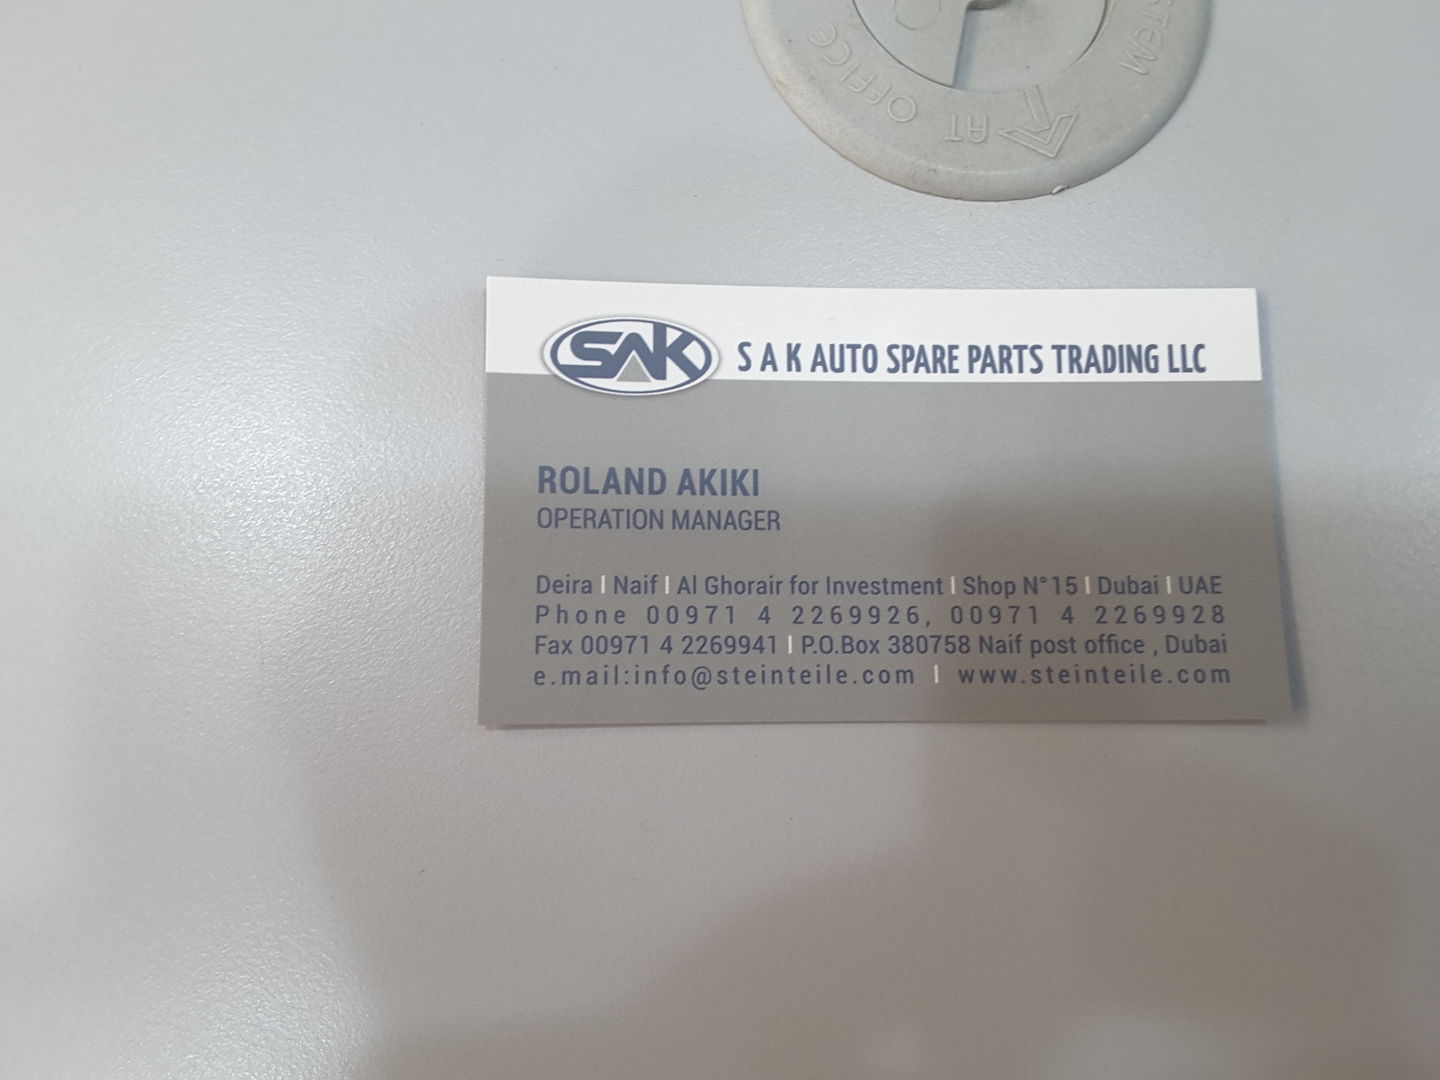 STEM
AT OFFICE
SAK
S A K AUTO SPARE PARTS TRADING LLC
ROLAND AKIKI
OPERATION MANAGER
Deira | Naif | Al Ghorair for Investment | Shop N°15 | Dubai | UAE
Phone 00971 4 2269926, 00971 4 2269928
Fax 00971 4 2269941 | P.O.Box 380758 Naif post office , Dubai
e.mail:info@steinteile.com | www.steinteile.com